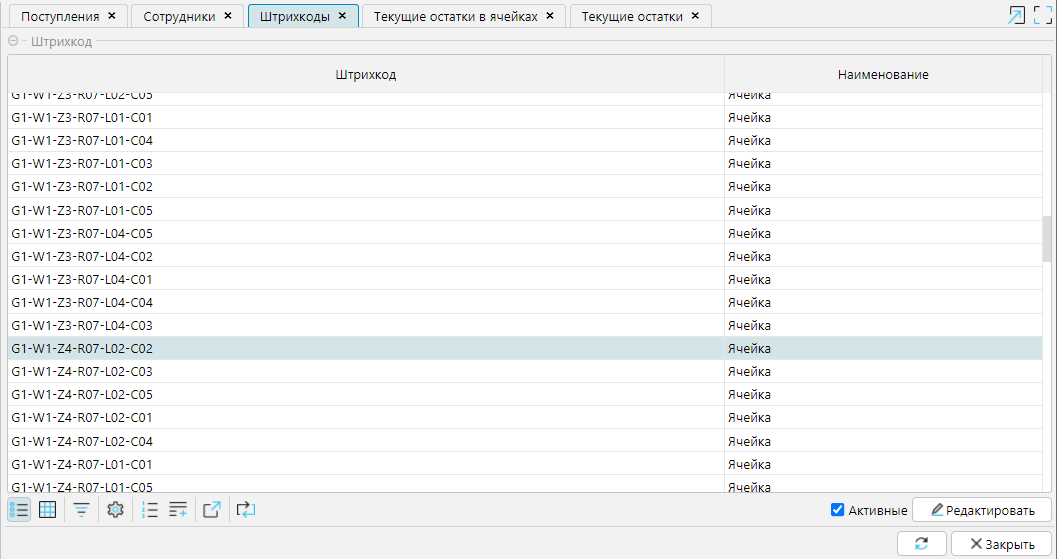 Поступления × Сотрудники × Штрихкоды × Текущие остатки в ячейках × Текущие остатки ×
Штрихкод
Штрихкод Наименование
G1-W1-Z3-R07-L02-C05 Ячейка
G1-W1-Z3-R07-L01-C01 Ячейка
G1-W1-Z3-R07-L01-C04 Ячейка
G1-W1-Z3-R07-L01-C03 Ячейка
G1-W1-Z3-R07-L01-C02 Ячейка
G1-W1-Z3-R07-L01-C05 Ячейка
G1-W1-Z3-R07-L04-C05 Ячейка
G1-W1-Z3-R07-L04-C02 Ячейка
G1-W1-Z3-R07-L04-C01 Ячейка
G1-W1-Z3-R07-L04-C04 Ячейка
G1-W1-Z3-R07-L04-C03 Ячейка
G1-W1-Z4-R07-L02-C02 Ячейка
G1-W1-Z4-R07-L02-C03 Ячейка
G1-W1-Z4-R07-L02-C05 Ячейка
G1-W1-Z4-R07-L02-C01 Ячейка
G1-W1-Z4-R07-L02-C04 Ячейка
G1-W1-Z4-R07-L01-C01 Ячейка
G1-W1-Z4-R07-L01-C05 Ячейка
Активные Редактировать
Закрыть